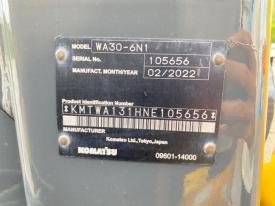 MODEL WA30-6N1
SERIAL No. 105656
MANUFACT. MONTH/YEAR 02/2022
Product Identification Number
*KMTWA131HNE105656*
Manufacturer
Komatsu Ltd., Tokyo, Japan
KOMATSU 09601-14000